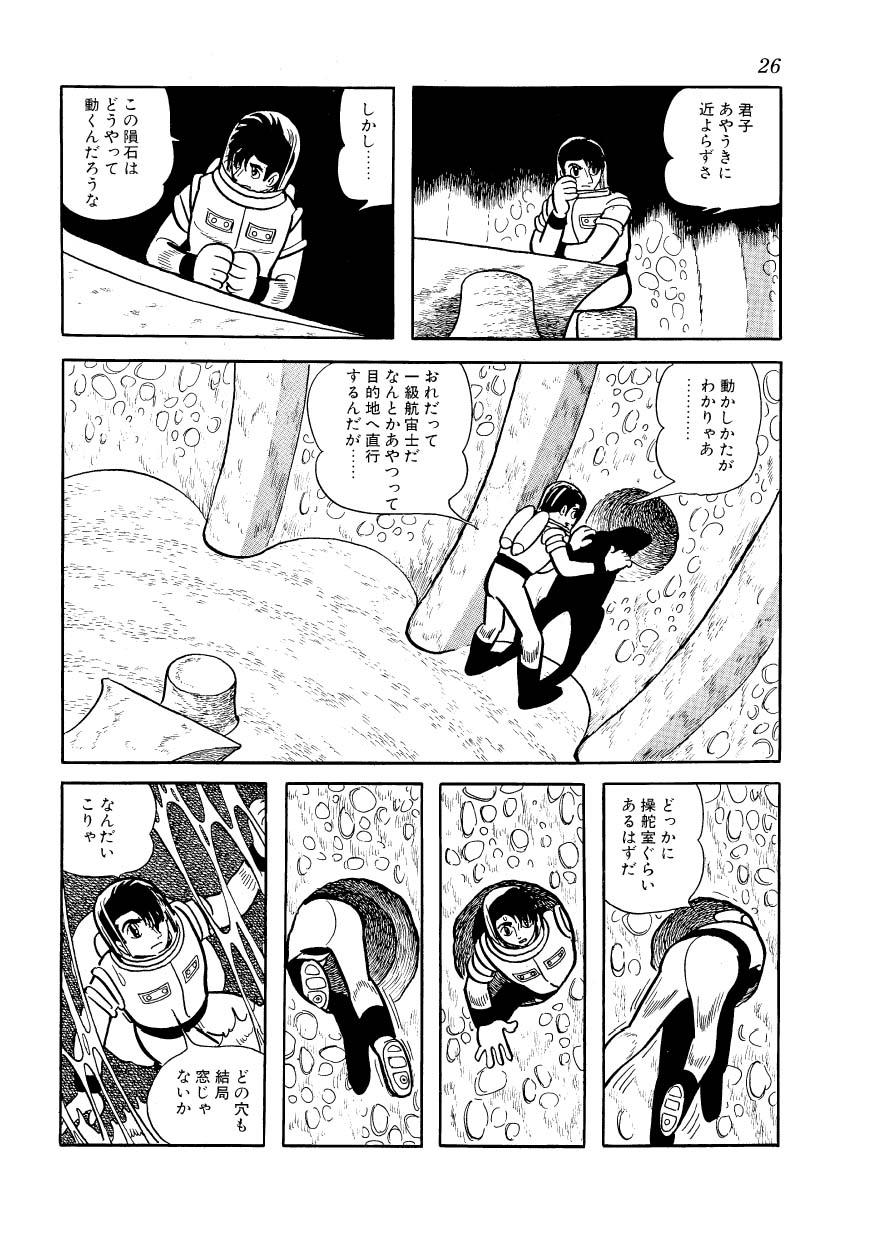 26
君子
あやうきに
近よらずさ
しかし……
この隕石は
どうやって
動くんだろうな
動かしかたが
わかりゃあ
…………
おれだって
一級航宙士だ
なんとかあやつって
目的地へ直行
するんだが……
どっかに
操舵室ぐらい
あるはずだ
なんだい
こりゃ
どの穴も
結局
窓じゃ
ないか